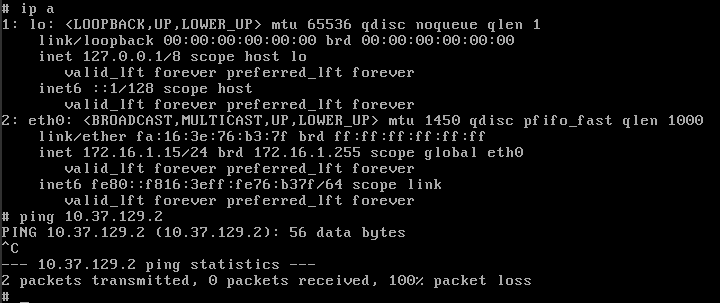 # ip a
1: lo: <LOOPBACK,UP,LOWER_UP> mtu 65536 qdisc noqueue qlen 1
    link/loopback 00:00:00:00:00:00 brd 00:00:00:00:00:00
    inet 127.0.0.1/8 scope host lo
       valid_lft forever preferred_lft forever
    inet6 ::1/128 scope host
       valid_lft forever preferred_lft forever
2: eth0: <BROADCAST,MULTICAST,UP,LOWER_UP> mtu 1450 qdisc pfifo_fast qlen 1000
    link/ether fa:16:3e:76:b3:7f brd ff:ff:ff:ff:ff:ff
    inet 172.16.1.15/24 brd 172.16.1.255 scope global eth0
       valid_lft forever preferred_lft forever
    inet6 fe80::f816:3eff:fe76:b37f/64 scope link
       valid_lft forever preferred_lft forever
# ping 10.37.129.2
PING 10.37.129.2 (10.37.129.2): 56 data bytes
^C
--- 10.37.129.2 ping statistics ---
2 packets transmitted, 0 packets received, 100% packet loss
# _